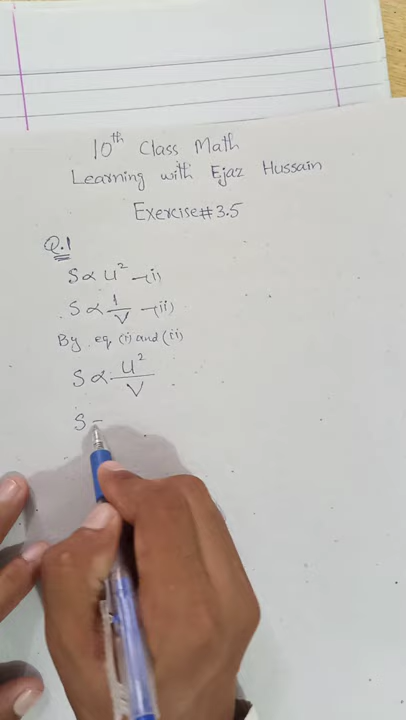 10th Class Math
Learning with Ejaz Hussain
Exercise#3.5
Q.1
S ∝ U² —(i)
S ∝ 1/V —(ii)
By eq (i) and (ii)
S ∝ U²/V
S =